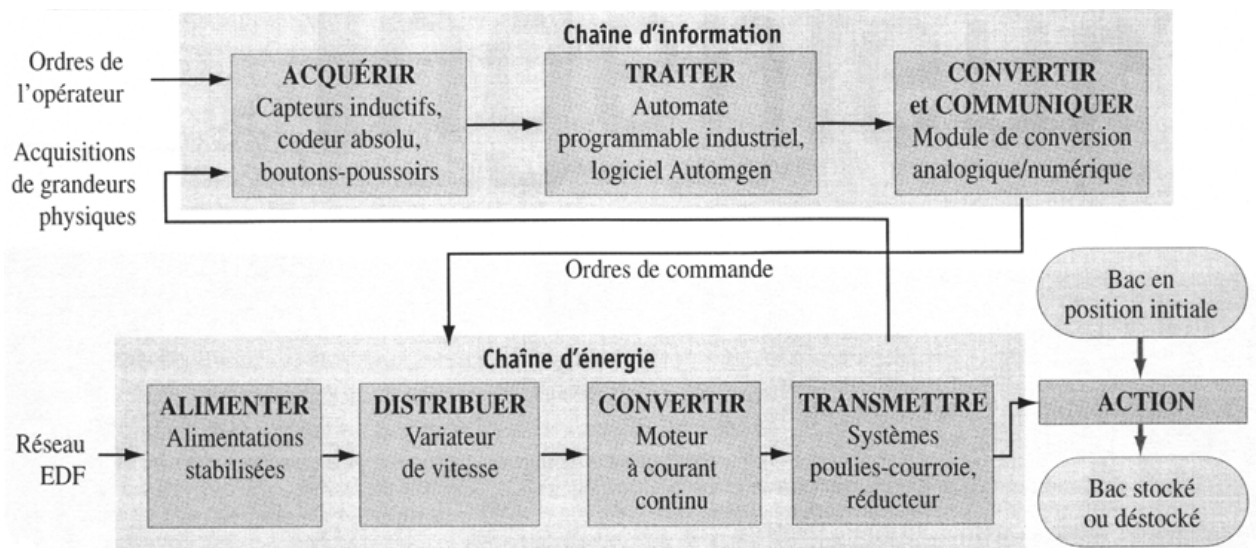 Chaîne d'information
Ordres de
l'opérateur
Acquisitions
de grandeurs
physiques
ACQUÉRIR
Capteurs inductifs,
codeur absolu,
boutons-poussoirs
TRAITER
Automate
programmable industriel,
logiciel Automgen
CONVERTIR
et COMMUNIQUER
Module de conversion
analogique/numérique
Ordres de commande
Chaîne d'énergie
Réseau
EDF
ALIMENTER
Alimentations
stabilisées
DISTRIBUER
Variateur
de vitesse
CONVERTIR
Moteur
à courant
continu
TRANSMETTRE
Systèmes
poulies-courroie,
réducteur
Bac en
position initiale
ACTION
Bac stocké
ou déstocké